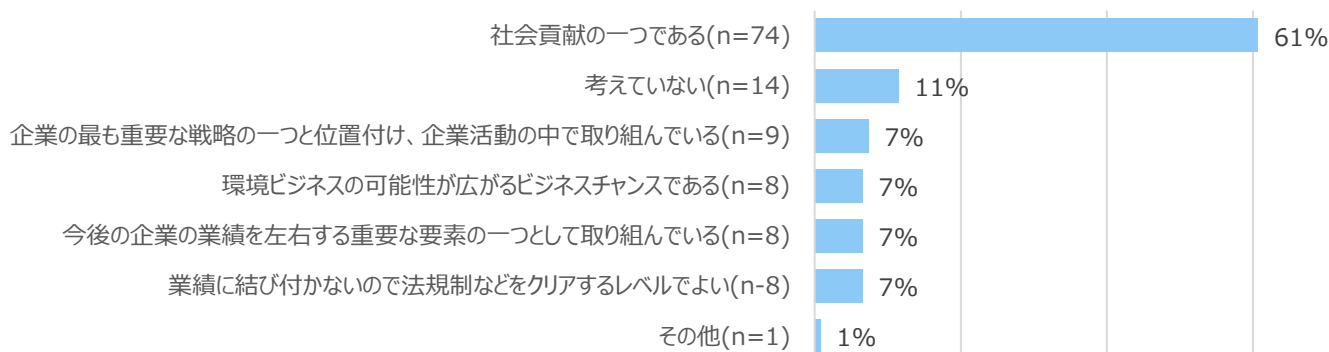 社会貢献の一つである(n=74) 61%
考えていない(n=14) 11%
企業の最も重要な戦略の一つと位置付け、企業活動の中で取り組んでいる(n=9) 7%
環境ビジネスの可能性が広がるビジネスチャンスである(n=8) 7%
今後の企業の業績を左右する重要な要素の一つとして取り組んでいる(n=8) 7%
業績に結び付かないので法規制などをクリアするレベルでよい(n-8) 7%
その他(n=1) 1%